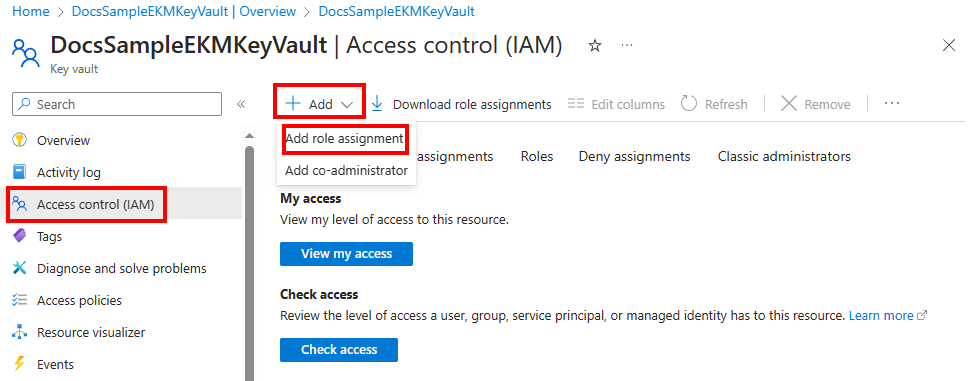 Home > DocsSampleEKMKeyVault | Overview > DocsSampleEKMKeyVault
DocsSampleEKMKeyVault | Access control (IAM)
Key vault
Search
Overview
Activity log
Access control (IAM)
Tags
Diagnose and solve problems
Access policies
Resource visualizer
Events
Add Download role assignments Edit columns Refresh Remove
Add role assignment
Add co-administrator
assignments Roles Deny assignments Classic administrators
My access
View my level of access to this resource.
View my access
Check access
Review the level of access a user, group, service principal, or managed identity has to this resource. Learn more
Check access